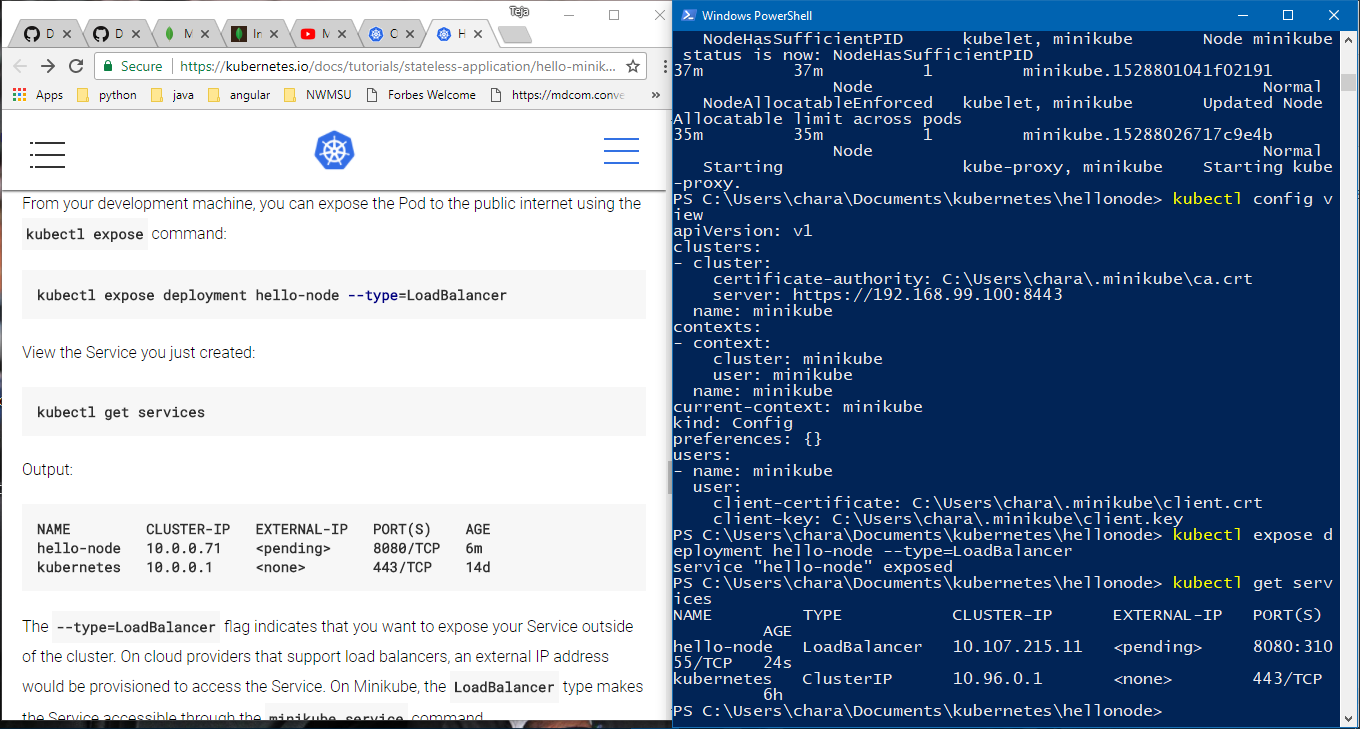 Teja
D
D
M
In
M
C
H
Secure
https://kubernetes.io/docs/tutorials/stateless-application/hello-minik...
Apps
python
java
angular
NWMSU
Forbes Welcome
https://mdcom.conve
»
From your development machine, you can expose the Pod to the public internet using the
kubectl expose command:
kubectl expose deployment hello-node --type=LoadBalancer
View the Service you just created:
kubectl get services
Output:
NAME CLUSTER-IP EXTERNAL-IP PORT(S) AGE
hello-node 10.0.0.71 <pending> 8080/TCP 6m
kubernetes 10.0.0.1 <none> 443/TCP 14d
The --type=LoadBalancer flag indicates that you want to expose your Service outside
of the cluster. On cloud providers that support load balancers, an external IP address
would be provisioned to access the Service. On Minikube, the LoadBalancer type makes
the Service accessible through the minikube service command.
Windows PowerShell
NodeHasSufficientPID kubelet, minikube Node minikube
status is now: NodeHasSufficientPID
37m 37m 1 minikube.1528801041f02191
Node Normal
NodeAllocatableEnforced kubelet, minikube Updated Node
Allocatable limit across pods
35m 35m 1 minikube.15288026717c9e4b
Node Normal
Starting kube-proxy, minikube Starting kube
-proxy.
PS C:\Users\chara\Documents\kubernetes\hellonode> kubectl config v
iew
apiVersion: v1
clusters:
- cluster:
certificate-authority: C:\Users\chara\.minikube\ca.crt
server: https://192.168.99.100:8443
name: minikube
contexts:
- context:
cluster: minikube
user: minikube
name: minikube
current-context: minikube
kind: Config
preferences: {}
users:
- name: minikube
user:
client-certificate: C:\Users\chara\.minikube\client.crt
client-key: C:\Users\chara\.minikube\client.key
PS C:\Users\chara\Documents\kubernetes\hellonode> kubectl expose d
eployment hello-node --type=LoadBalancer
service "hello-node" exposed
PS C:\Users\chara\Documents\kubernetes\hellonode> kubectl get serv
ices
NAME TYPE CLUSTER-IP EXTERNAL-IP PORT(S)
AGE
hello-node LoadBalancer 10.107.215.11 <pending> 8080:310
55/TCP 24s
kubernetes ClusterIP 10.96.0.1 <none> 443/TCP
6h
PS C:\Users\chara\Documents\kubernetes\hellonode>